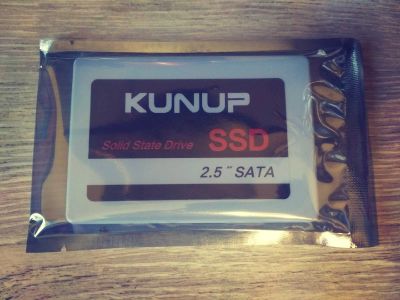 KUNUP
Solid State Drive SSD
2.5" SATA